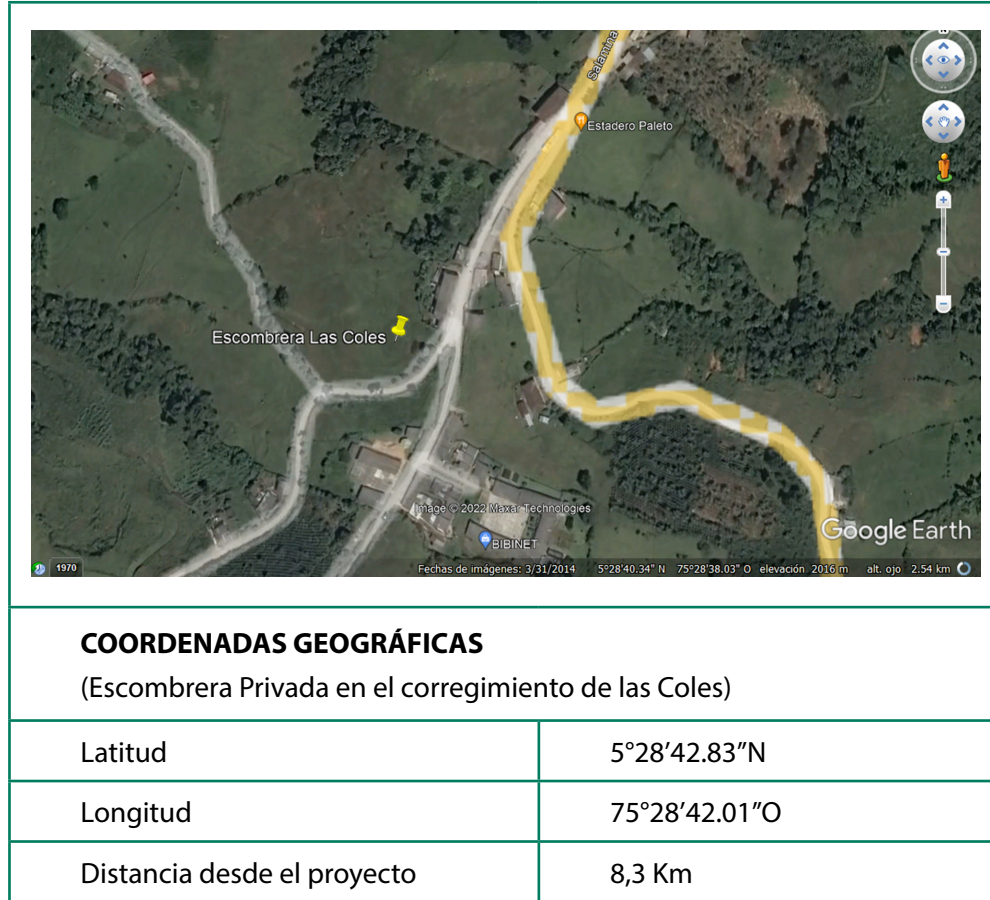 N
Salamina
Estadero Paleto
Escombrera Las Coles
Image © 2022 Maxar Technologies
BIBINET
Google Earth
1970
Fechas de imágenes: 3/31/2014 5°28'40.34" N 75°28'38.03" O elevación 2016 m alt. ojo 2.54 km
COORDENADAS GEOGRÁFICAS
(Escombrera Privada en el corregimiento de las Coles)
Latitud 5°28’42.83”N
Longitud 75°28’42.01”O
Distancia desde el proyecto 8,3 Km